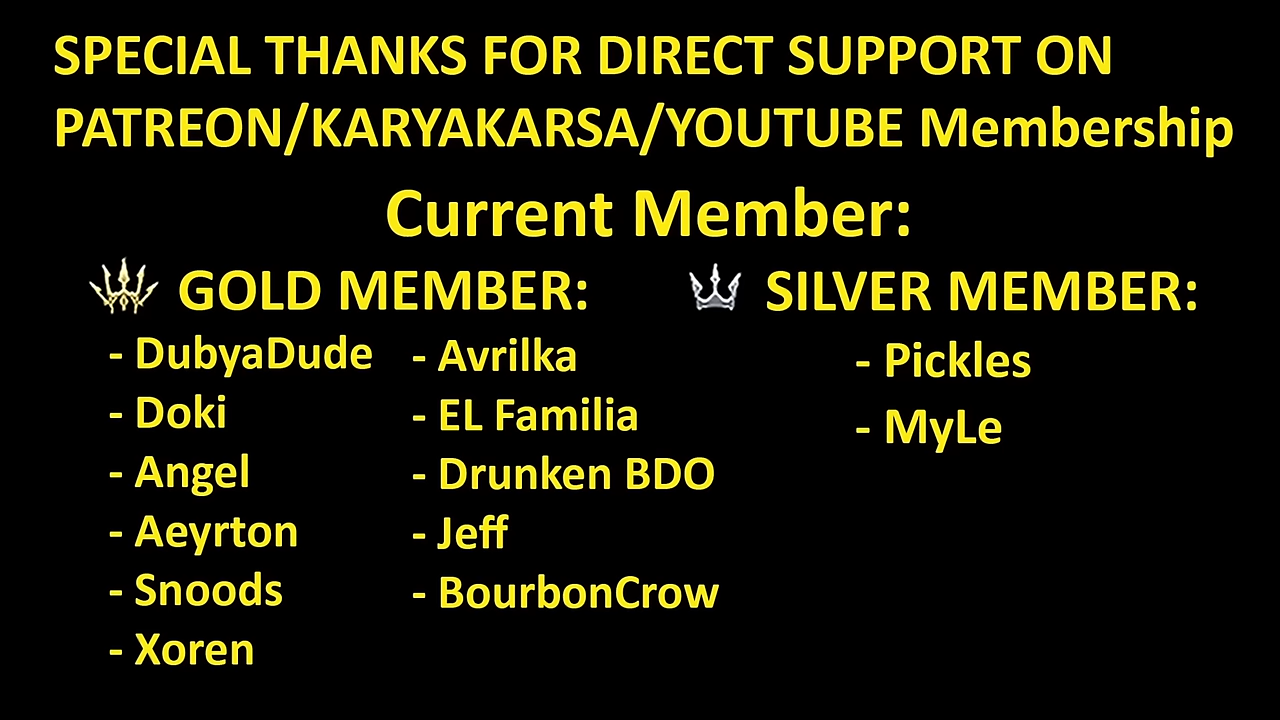 SPECIAL THANKS FOR DIRECT SUPPORT ON
PATREON/KARYAKARSA/YOUTUBE Membership
Current Member:
GOLD MEMBER:
- DubyaDude
- Doki
- Angel
- Aeyrton
- Snoods
- Xoren
- Avrilka
- EL Familia
- Drunken BDO
- Jeff
- BourbonCrow
SILVER MEMBER:
- Pickles
- MyLe